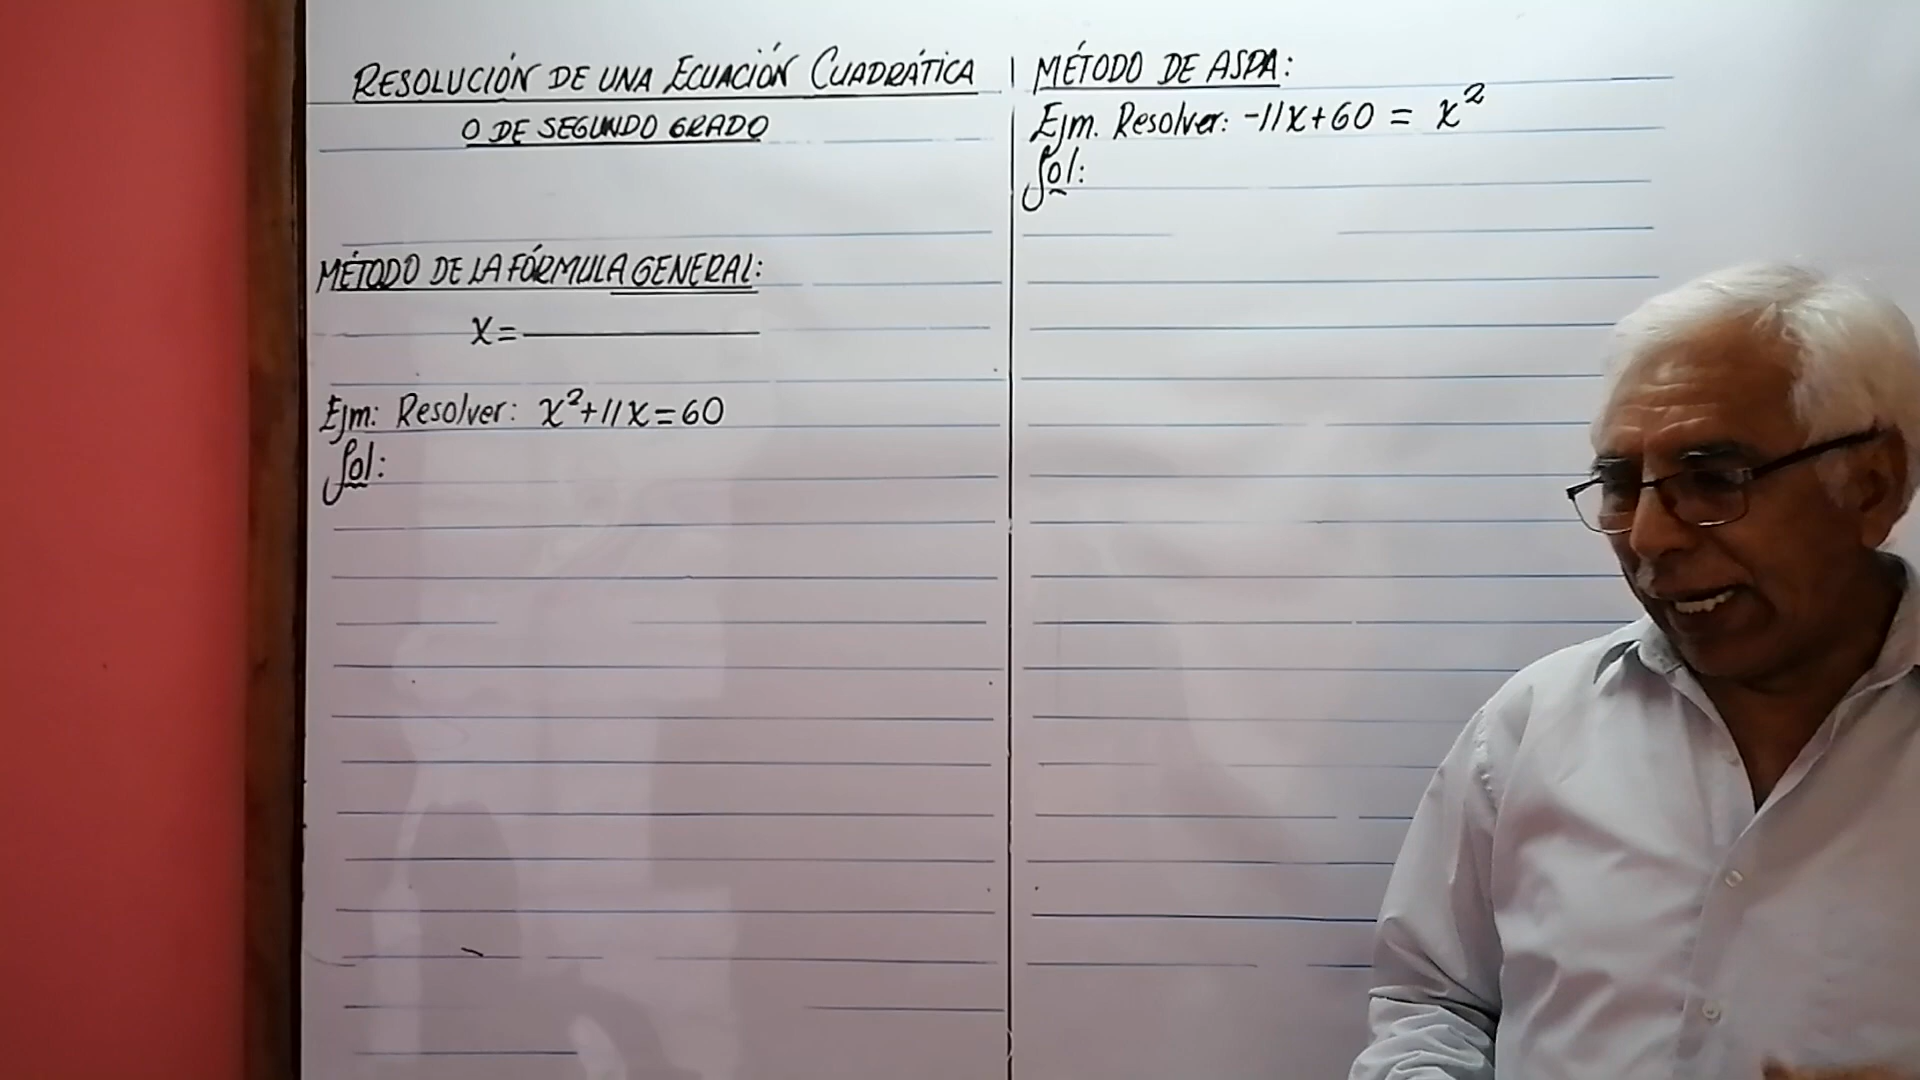 RESOLUCIÓN DE UNA ECUACIÓN CUADRÁTICA
O DE SEGUNDO GRADO
MÉTODO DE LA FÓRMULA GENERAL:
x=
Ejm: Resolver: x²+11x=60
Sol:
MÉTODO DE ASPA:
Ejm. Resolver: -11x+60 = x²
Sol: